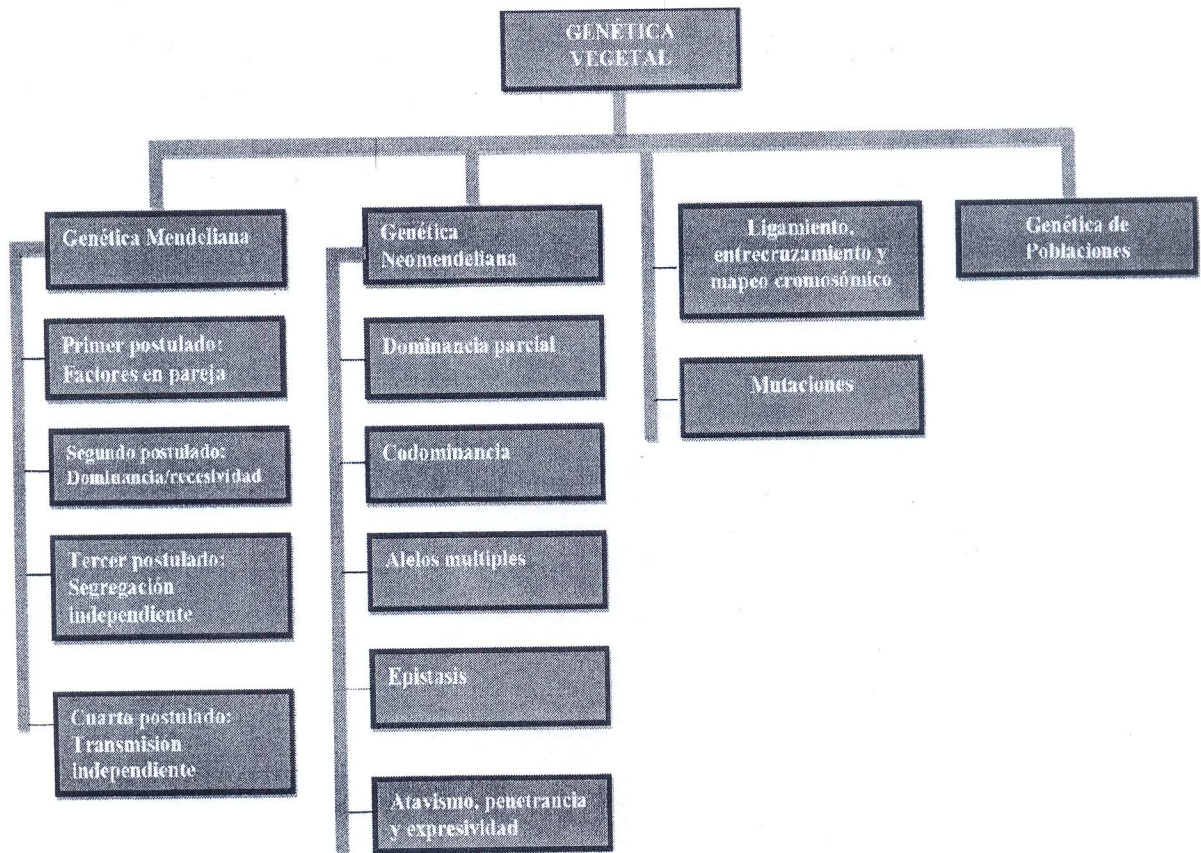 GENÉTICA
VEGETAL
Genética Mendeliana
Primer postulado:
Factores en pareja
Segundo postulado:
Dominancia/recesividad
Tercer postulado:
Segregación
independiente
Cuarto postulado:
Transmisión
independiente
Genética
Neomendeliana
Dominancia parcial
Codominancia
Alelos multiples
Epistasis
Atavismo, penetrancia
y expresividad
Ligamiento,
entrecruzamiento y
mapeo cromosómico
Mutaciones
Genética de
Poblaciones